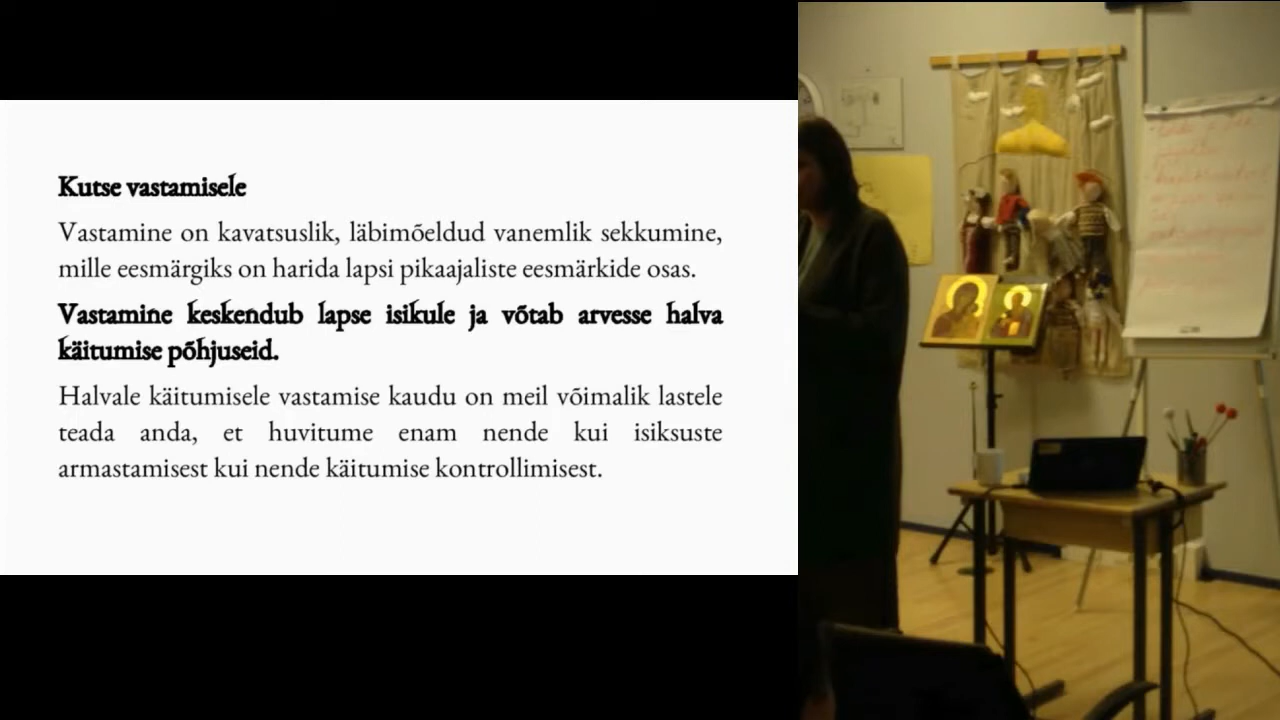 Kutse vastamisele
Vastamine on kavatsuslik, läbimõeldud vanemlik sekkumine,
mille eesmärgiks on harida lapsi pikaajaliste eesmärkide osas.
Vastamine keskendub lapse isikule ja võtab arvesse halva
käitumise põhjuseid.
Halvale käitumisele vastamise kaudu on meil võimalik lastele
teada anda, et huvitume enam nende kui isiksuste
armastamisest kui nende käitumise kontrollimisest.